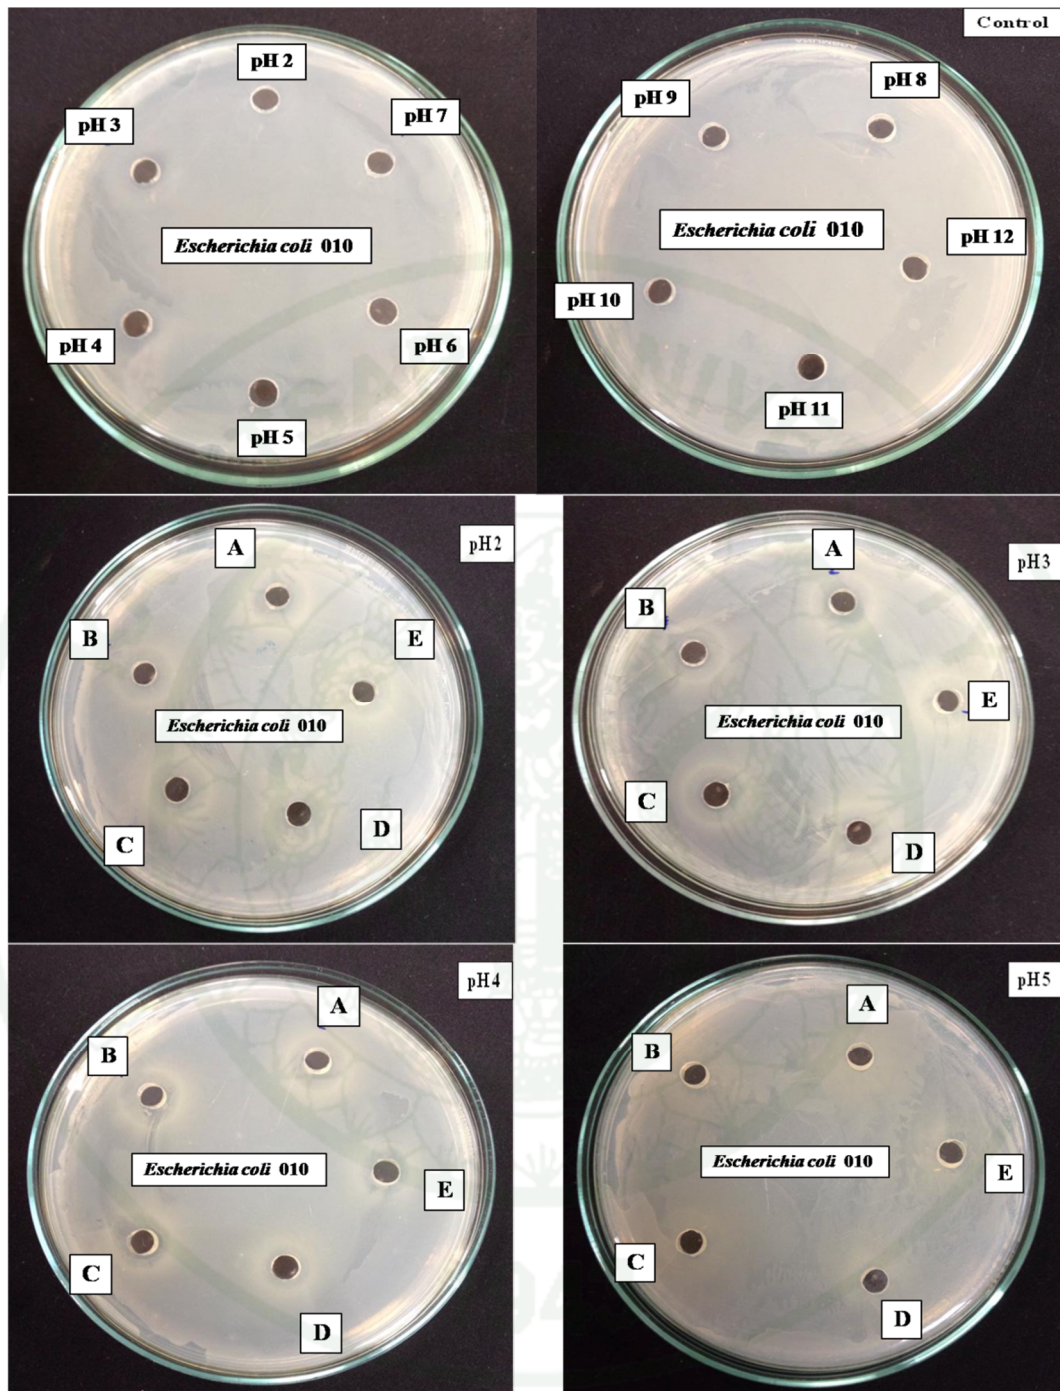 Control
pH 2
pH 3
pH 7
Escherichia coli 010
pH 4
pH 6
pH 5
pH 9
pH 8
Escherichia coli 010
pH 12
pH 10
pH 11
pH2
A
B
E
Escherichia coli 010
C
D
pH3
A
B
E
Escherichia coli 010
C
D
pH4
A
B
Escherichia coli 010
E
C
D
pH5
A
B
Escherichia coli 010
E
C
D